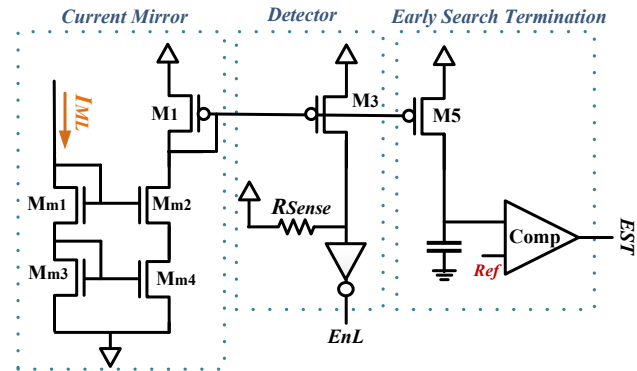 Current Mirror
Detector
Early Search Termination
IML
M1
M3
M5
Mm1
Mm2
RSense
Mm3
Mm4
Comp
Ref
EST
EnL